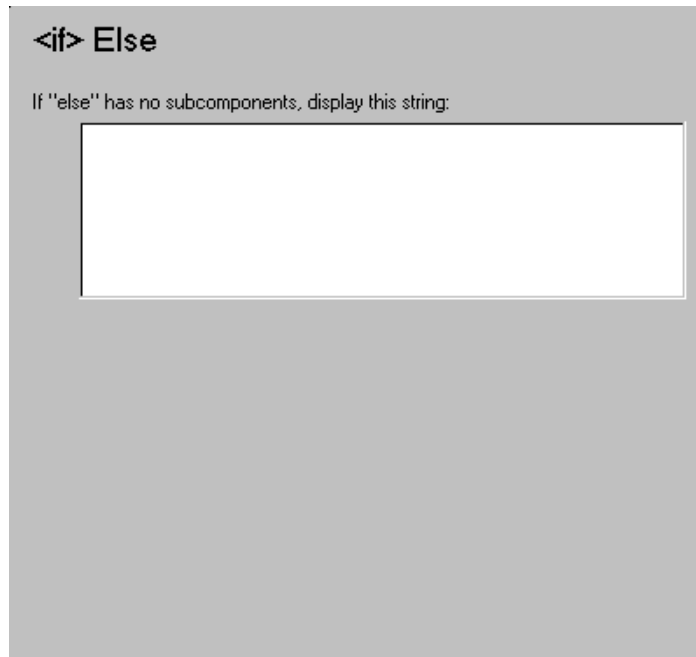 <if> Else
If "else" has no subcomponents, display this string: